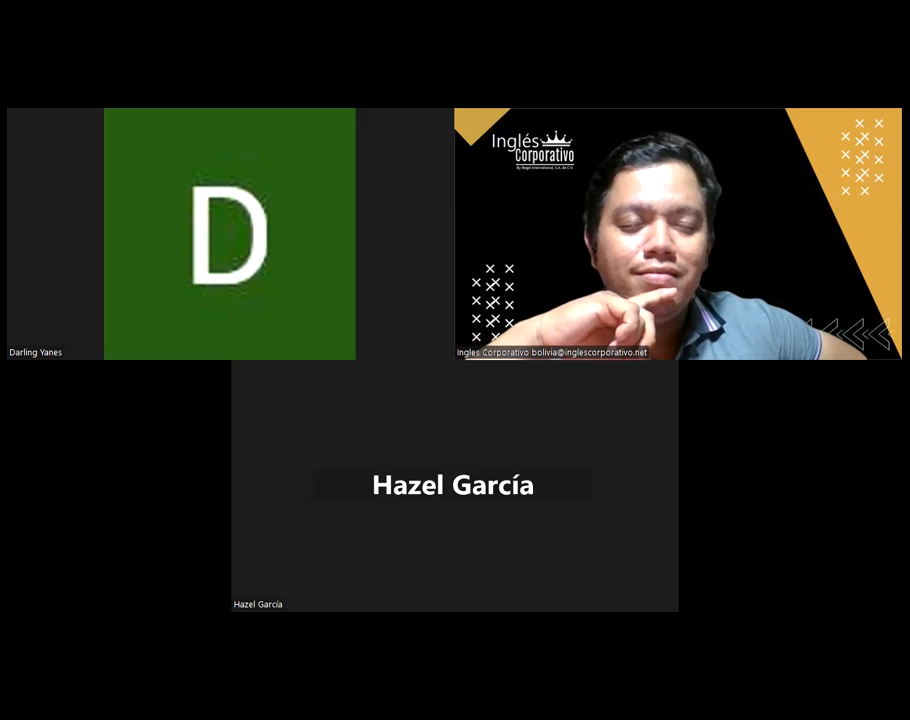 D
Darling Yanes
Inglés
Corporativo
By Regal International, S.A. de C.V.
Ingles Corporativo bolivia@inglescorporativo.net
Hazel García
Hazel García